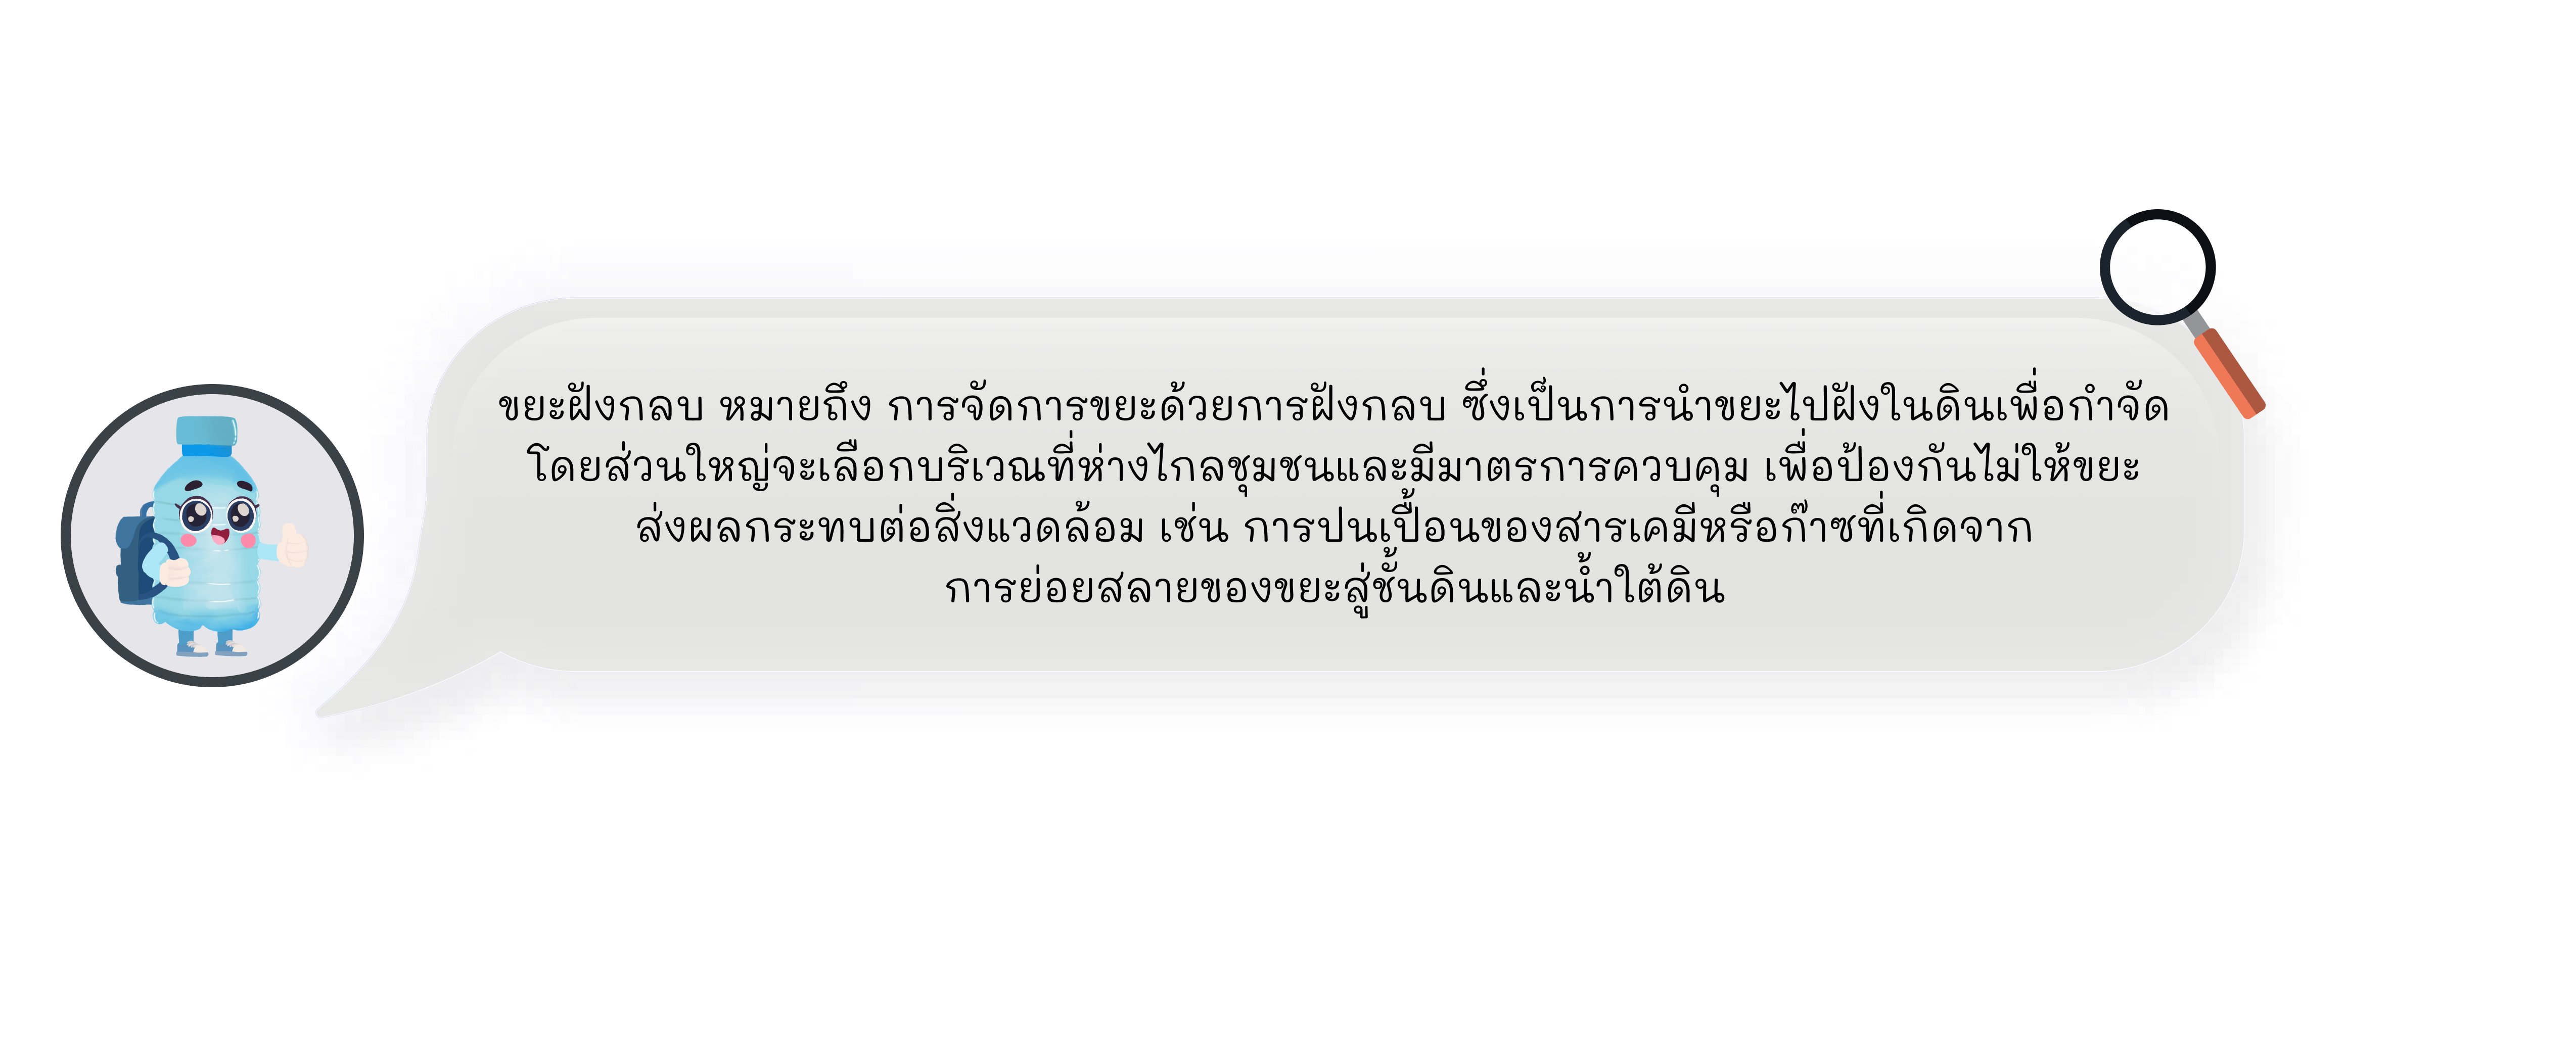 ขยะฝังกลบ หมายถึง การจัดการขยะด้วยการฝังกลบ ซึ่งเป็นการนำขยะไปฝังในดินเพื่อกำจัด
โดยส่วนใหญ่จะเลือกบริเวณที่ห่างไกลชุมชนและมีมาตรการควบคุม เพื่อป้องกันไม่ให้ขยะ
ส่งผลกระทบต่อสิ่งแวดล้อม เช่น การปนเปื้อนของสารเคมีหรือก๊าซที่เกิดจาก
การย่อยสลายของขยะสู่ชั้นดินและน้ำใต้ดิน